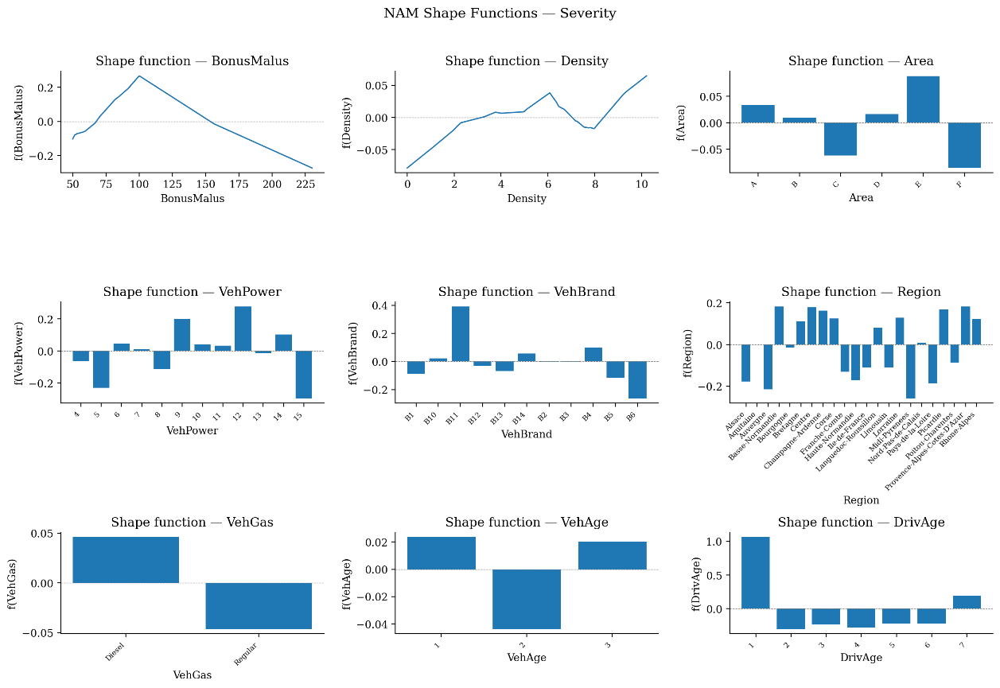 NAM Shape Functions — Severity
Shape function — BonusMalus
f(BonusMalus)
0.2
0.0
−0.2
50 75 100 125 150 175 200 225
BonusMalus
Shape function — Density
f(Density)
0.05
0.00
−0.05
0 2 4 6 8 10
Density
Shape function — Area
f(Area)
0.05
0.00
−0.05
A B C D E F
Area
Shape function — VehPower
f(VehPower)
0.2
0.0
−0.2
4 5 6 7 8 9 10 11 12 13 14 15
VehPower
Shape function — VehBrand
f(VehBrand)
0.4
0.2
0.0
−0.2
B1 B10 B11 B12 B13 B14 B2 B3 B4 B5 B6
VehBrand
Shape function — Region
f(Region)
0.2
0.0
−0.2
Alsace
Aquitaine
Auvergne
Basse-Normandie
Bourgogne
Bretagne
Centre
Champagne-Ardenne
Corse
Franche-Comte
Haute-Normandie
Ile-de-France
Languedoc-Roussillon
Limousin
Lorraine
Midi-Pyrenees
Nord-Pas-de-Calais
Pays-de-la-Loire
Picardie
Poitou-Charentes
Provence-Alpes-Cotes-D'Azur
Rhone-Alpes
Region
Shape function — VehGas
f(VehGas)
0.05
0.00
−0.05
Diesel Regular
VehGas
Shape function — VehAge
f(VehAge)
0.02
0.00
−0.02
−0.04
1 2 3
VehAge
Shape function — DrivAge
f(DrivAge)
1.0
0.5
0.0
1 2 3 4 5 6 7
DrivAge